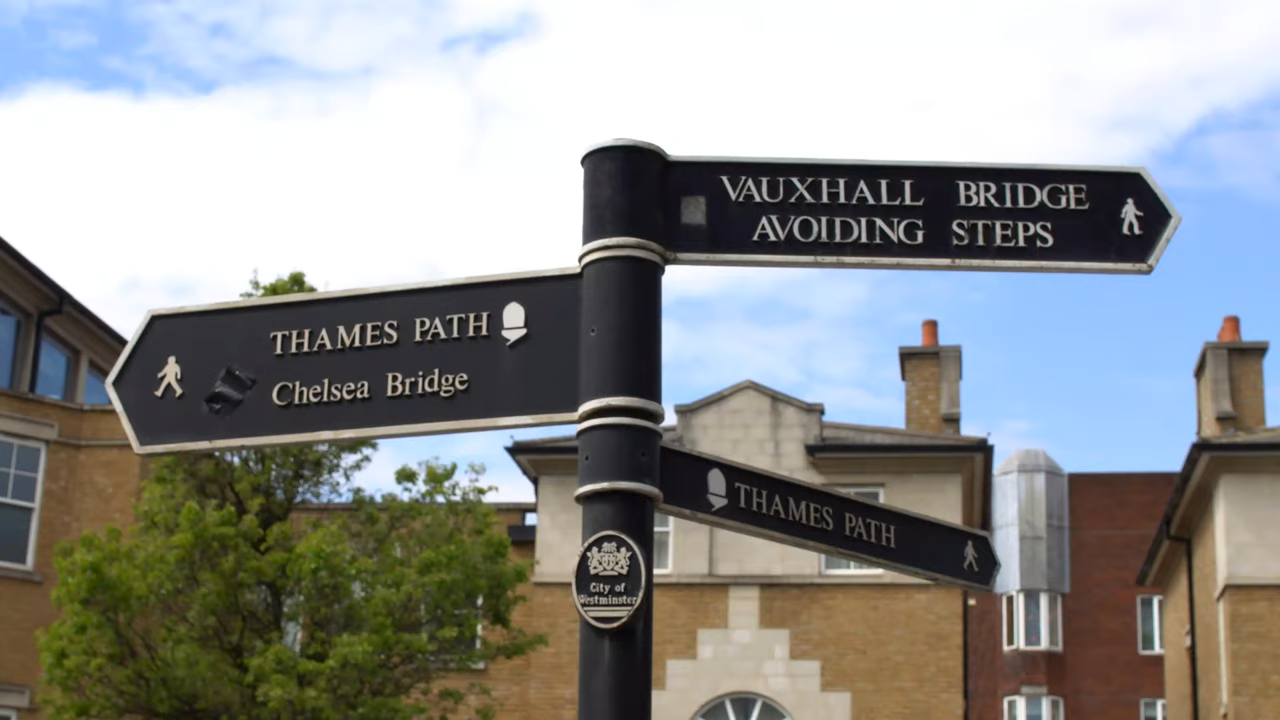 VAUXHALL BRIDGE
AVOIDING STEPS
THAMES PATH
Chelsea Bridge
THAMES PATH
City of
Westminster